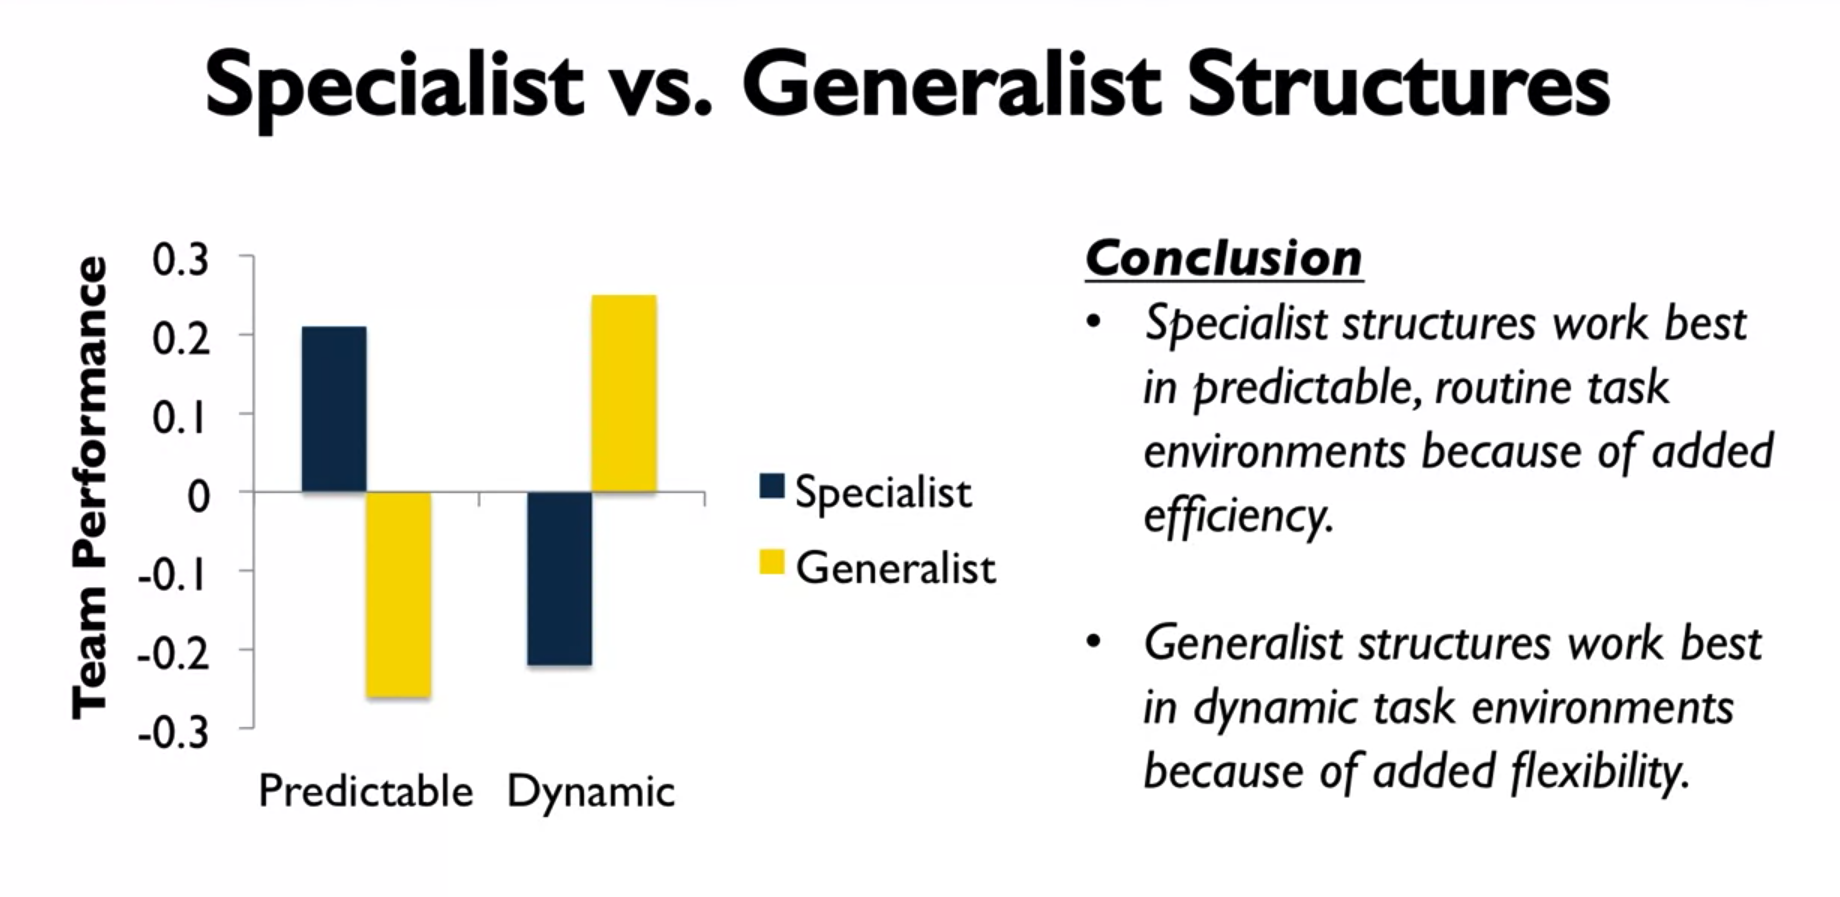 Specialist vs. Generalist Structures
Team Performance
0.3
0.2
0.1
0
-0.1
-0.2
-0.3
Predictable
Dynamic
Specialist
Generalist
Conclusion
• Specialist structures work best
in predictable, routine task
environments because of added
efficiency.
• Generalist structures work best
in dynamic task environments
because of added flexibility.